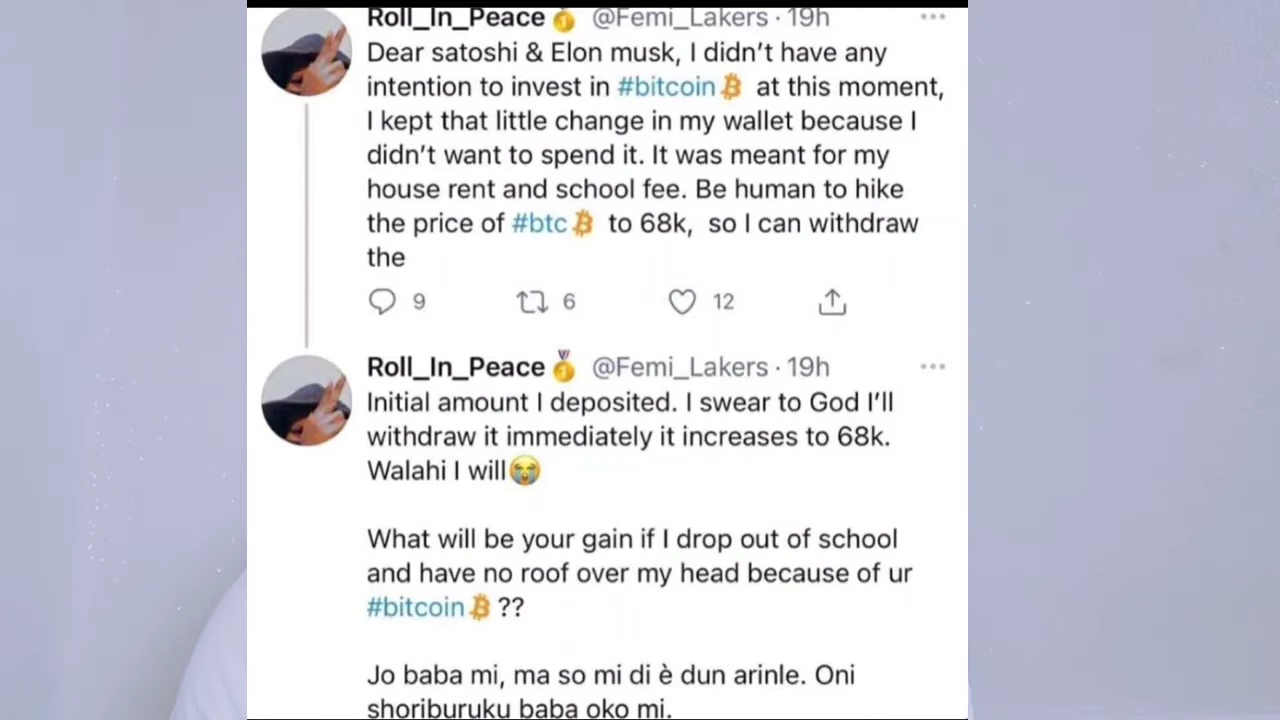 Roll_In_Peace🏅 @Femi_Lakers · 19h
Dear satoshi & Elon musk, I didn’t have any
intention to invest in #bitcoin₿ at this moment,
I kept that little change in my wallet because I
didn’t want to spend it. It was meant for my
house rent and school fee. Be human to hike
the price of #btc₿ to 68k, so I can withdraw
the
9 6 12
Roll_In_Peace🏅 @Femi_Lakers · 19h
Initial amount I deposited. I swear to God I’ll
withdraw it immediately it increases to 68k.
Walahi I will😭
What will be your gain if I drop out of school
and have no roof over my head because of ur
#bitcoin₿ ??
Jo baba mi, ma so mi di è dun arinle. Oni
shoriburuku baba oko mi.